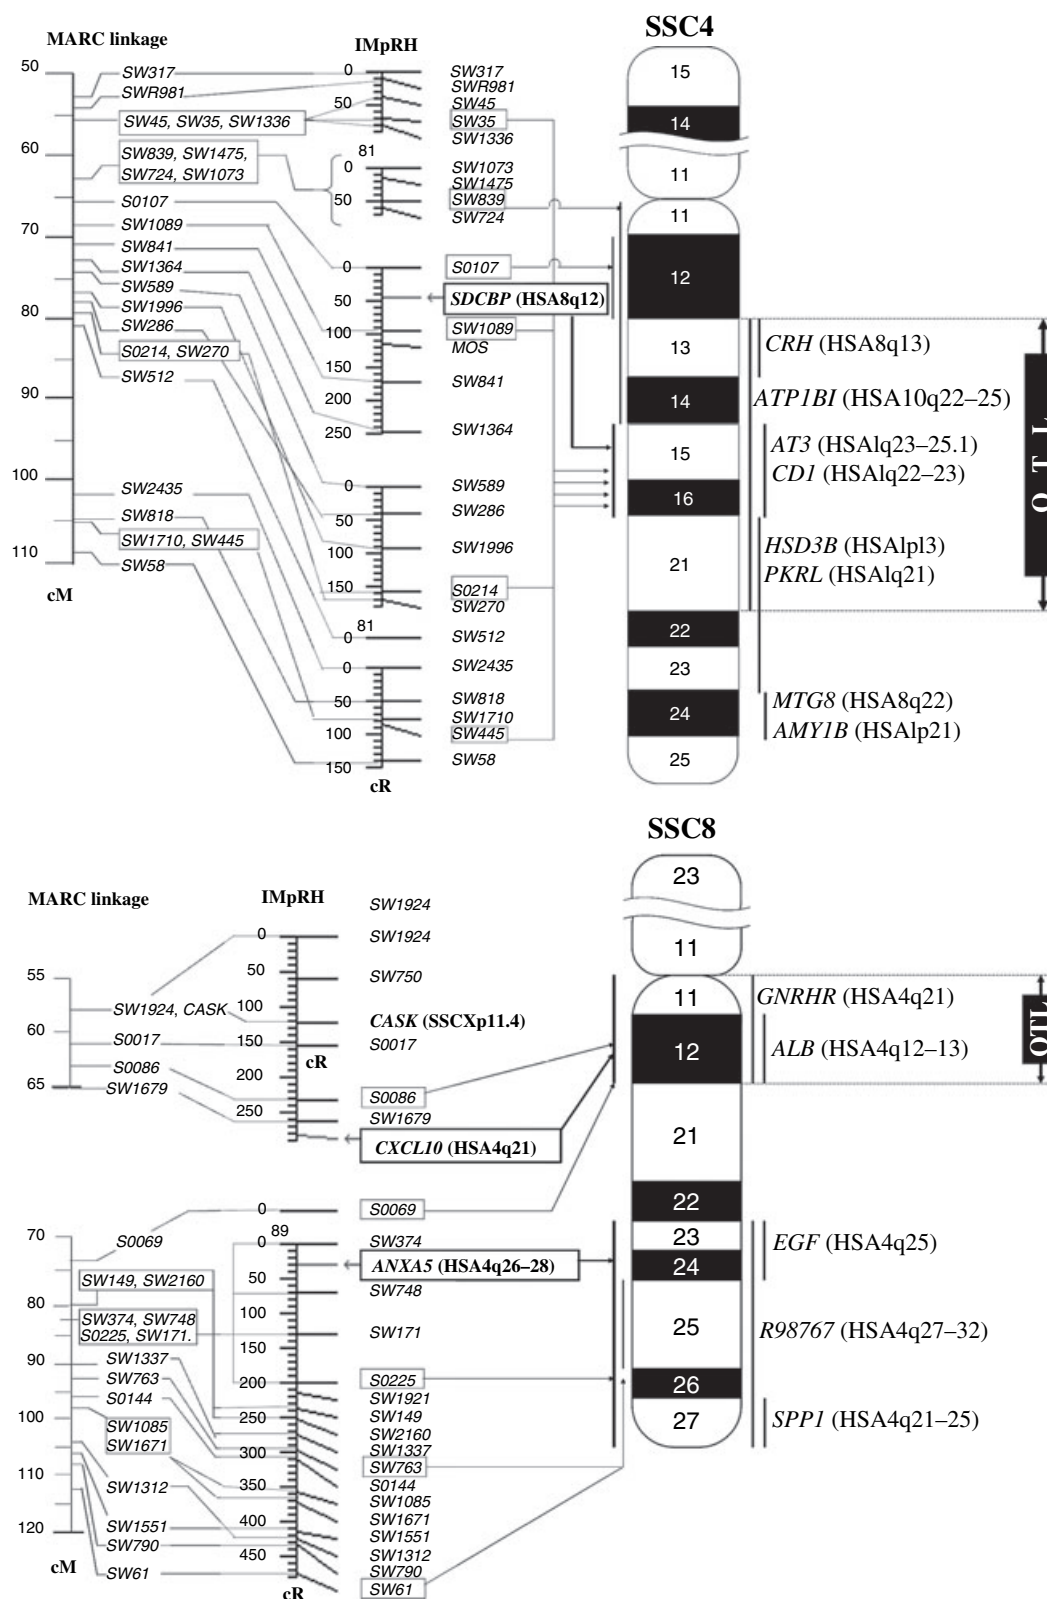 SSC4
MARC linkage
IMpRH
50
60
70
80
90
100
110
cM
SW317
SWR981
SW45, SW35, SW1336
SW839, SW1475,
SW724, SW1073
S0107
SW1089
SW841
SW1364
SW589
SW1996
SW286
S0214, SW270
SW512
SW2435
SW818
SW1710, SW445
SW58
0
50
81
0
50
0
50
100
150
200
250
0
50
100
150
81
0
0
50
100
150
cR
SW317
SWR981
SW45
SW35
SW1336
SW1073
SW1475
SW839
SW724
S0107
SDCBP (HSA8q12)
SW1089
MOS
SW841
SW1364
SW589
SW286
SW1996
S0214
SW270
SW512
SW2435
SW818
SW1710
SW445
SW58
15
14
11
11
12
13
14
15
16
21
22
23
24
25
CRH (HSA8q13)
ATP1BI (HSA10q22–25)
AT3 (HSAlq23–25.1)
CD1 (HSAlq22–23)
HSD3B (HSAlpl3)
PKRL (HSAlq21)
MTG8 (HSA8q22)
AMY1B (HSAlp21)
Q T L
SSC8
MARC linkage
IMpRH
55
60
65
SW1924, CASK
S0017
S0086
SW1679
0
50
100
150
200
250
cR
SW1924
SW1924
SW750
CASK (SSCXp11.4)
S0017
S0086
SW1679
CXCL10 (HSA4q21)
70
80
90
100
110
120
cM
S0069
SW149, SW2160
SW374, SW748
S0225, SW171.
SW1337
SW763
S0144
SW1085
SW1671
SW1312
SW1551
SW790
SW61
0
89
0
50
100
150
200
250
300
350
400
450
cR
S0069
SW374
ANXA5 (HSA4q26–28)
SW748
SW171
S0225
SW1921
SW149
SW2160
SW1337
SW763
S0144
SW1085
SW1671
SW1551
SW1312
SW790
SW61
23
11
11
12
21
22
23
24
25
26
27
GNRHR (HSA4q21)
ALB (HSA4q12–13)
EGF (HSA4q25)
R98767 (HSA4q27–32)
SPP1 (HSA4q21–25)
QTL